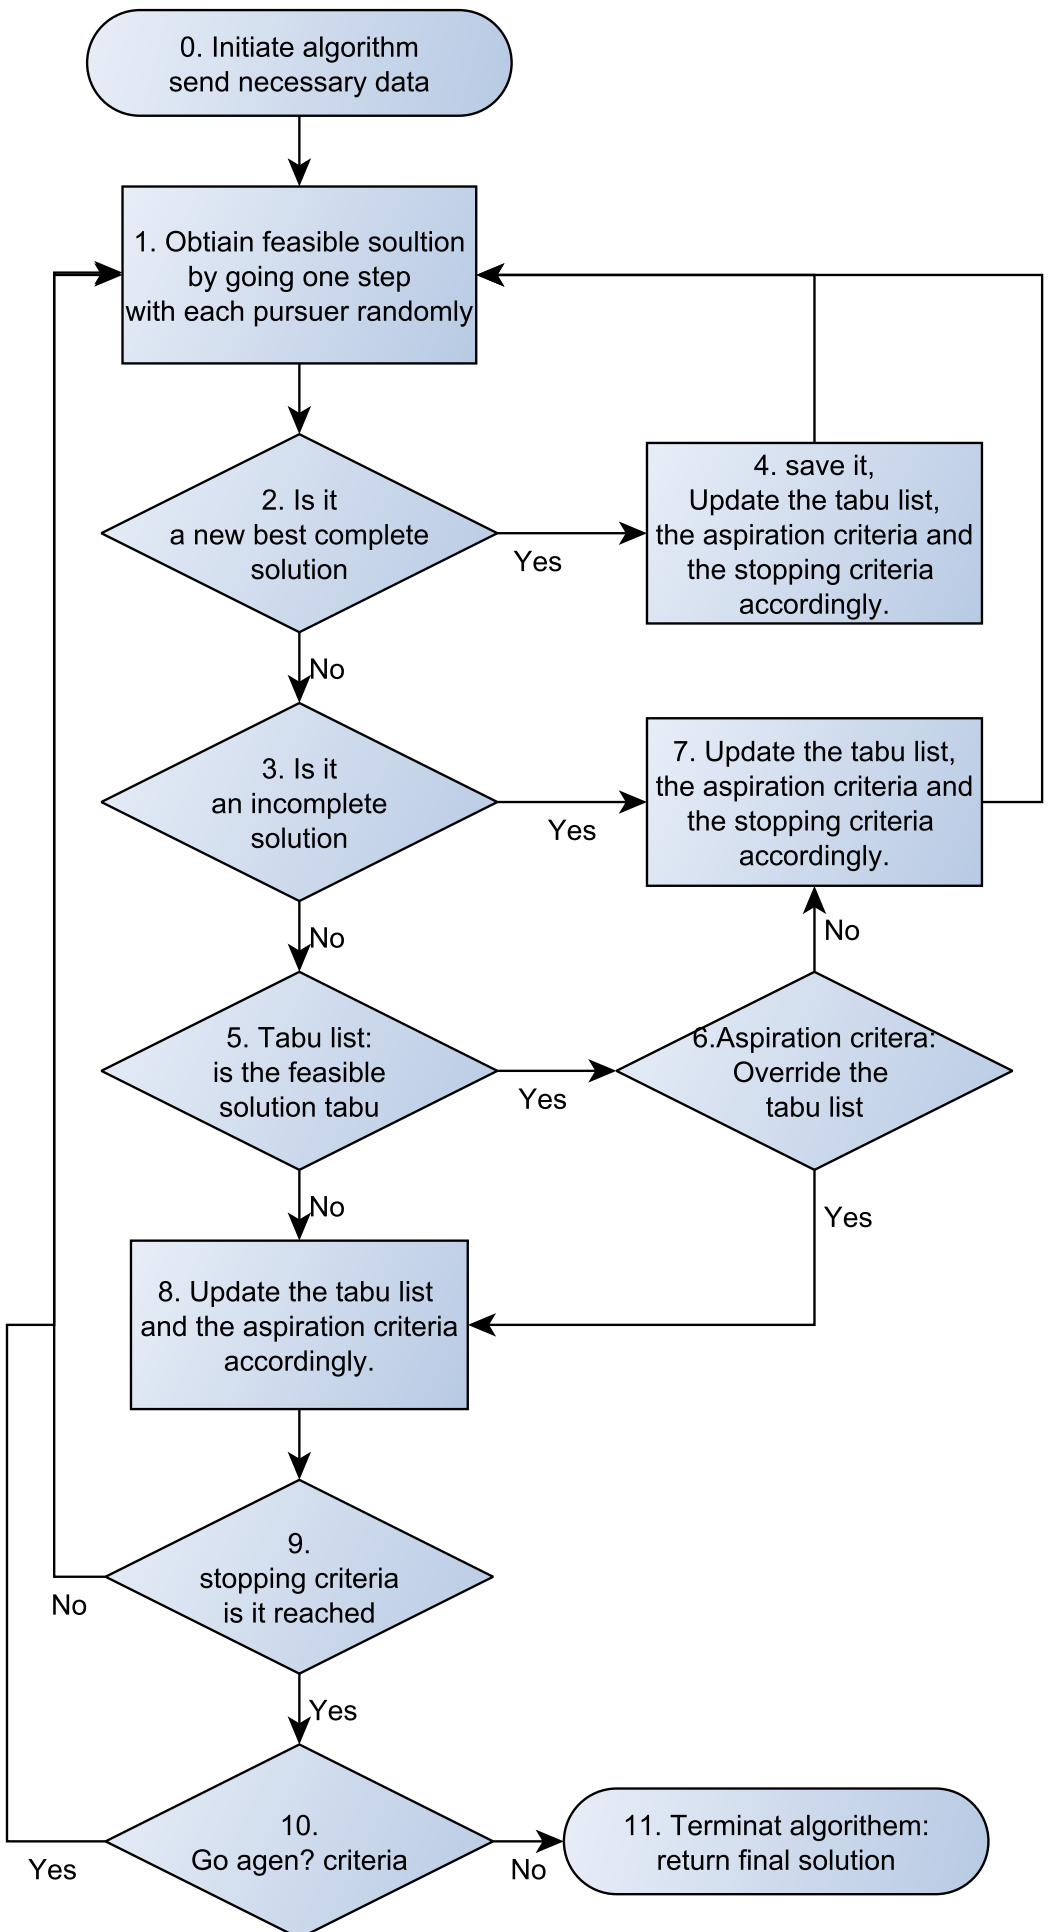 0. Initiate algorithm
send necessary data
1. Obtiain feasible soultion
by going one step
with each pursuer randomly
2. Is it
a new best complete
solution
Yes
4. save it,
Update the tabu list,
the aspiration criteria and
the stopping criteria
accordingly.
No
3. Is it
an incomplete
solution
Yes
7. Update the tabu list,
the aspiration criteria and
the stopping criteria
accordingly.
No
No
5. Tabu list:
is the feasible
solution tabu
Yes
6.Aspiration critera:
Override the
tabu list
No
Yes
8. Update the tabu list
and the aspiration criteria
accordingly.
9.
stopping criteria
is it reached
No
Yes
10.
Go agen? criteria
Yes
No
11. Terminat algorithem:
return final solution